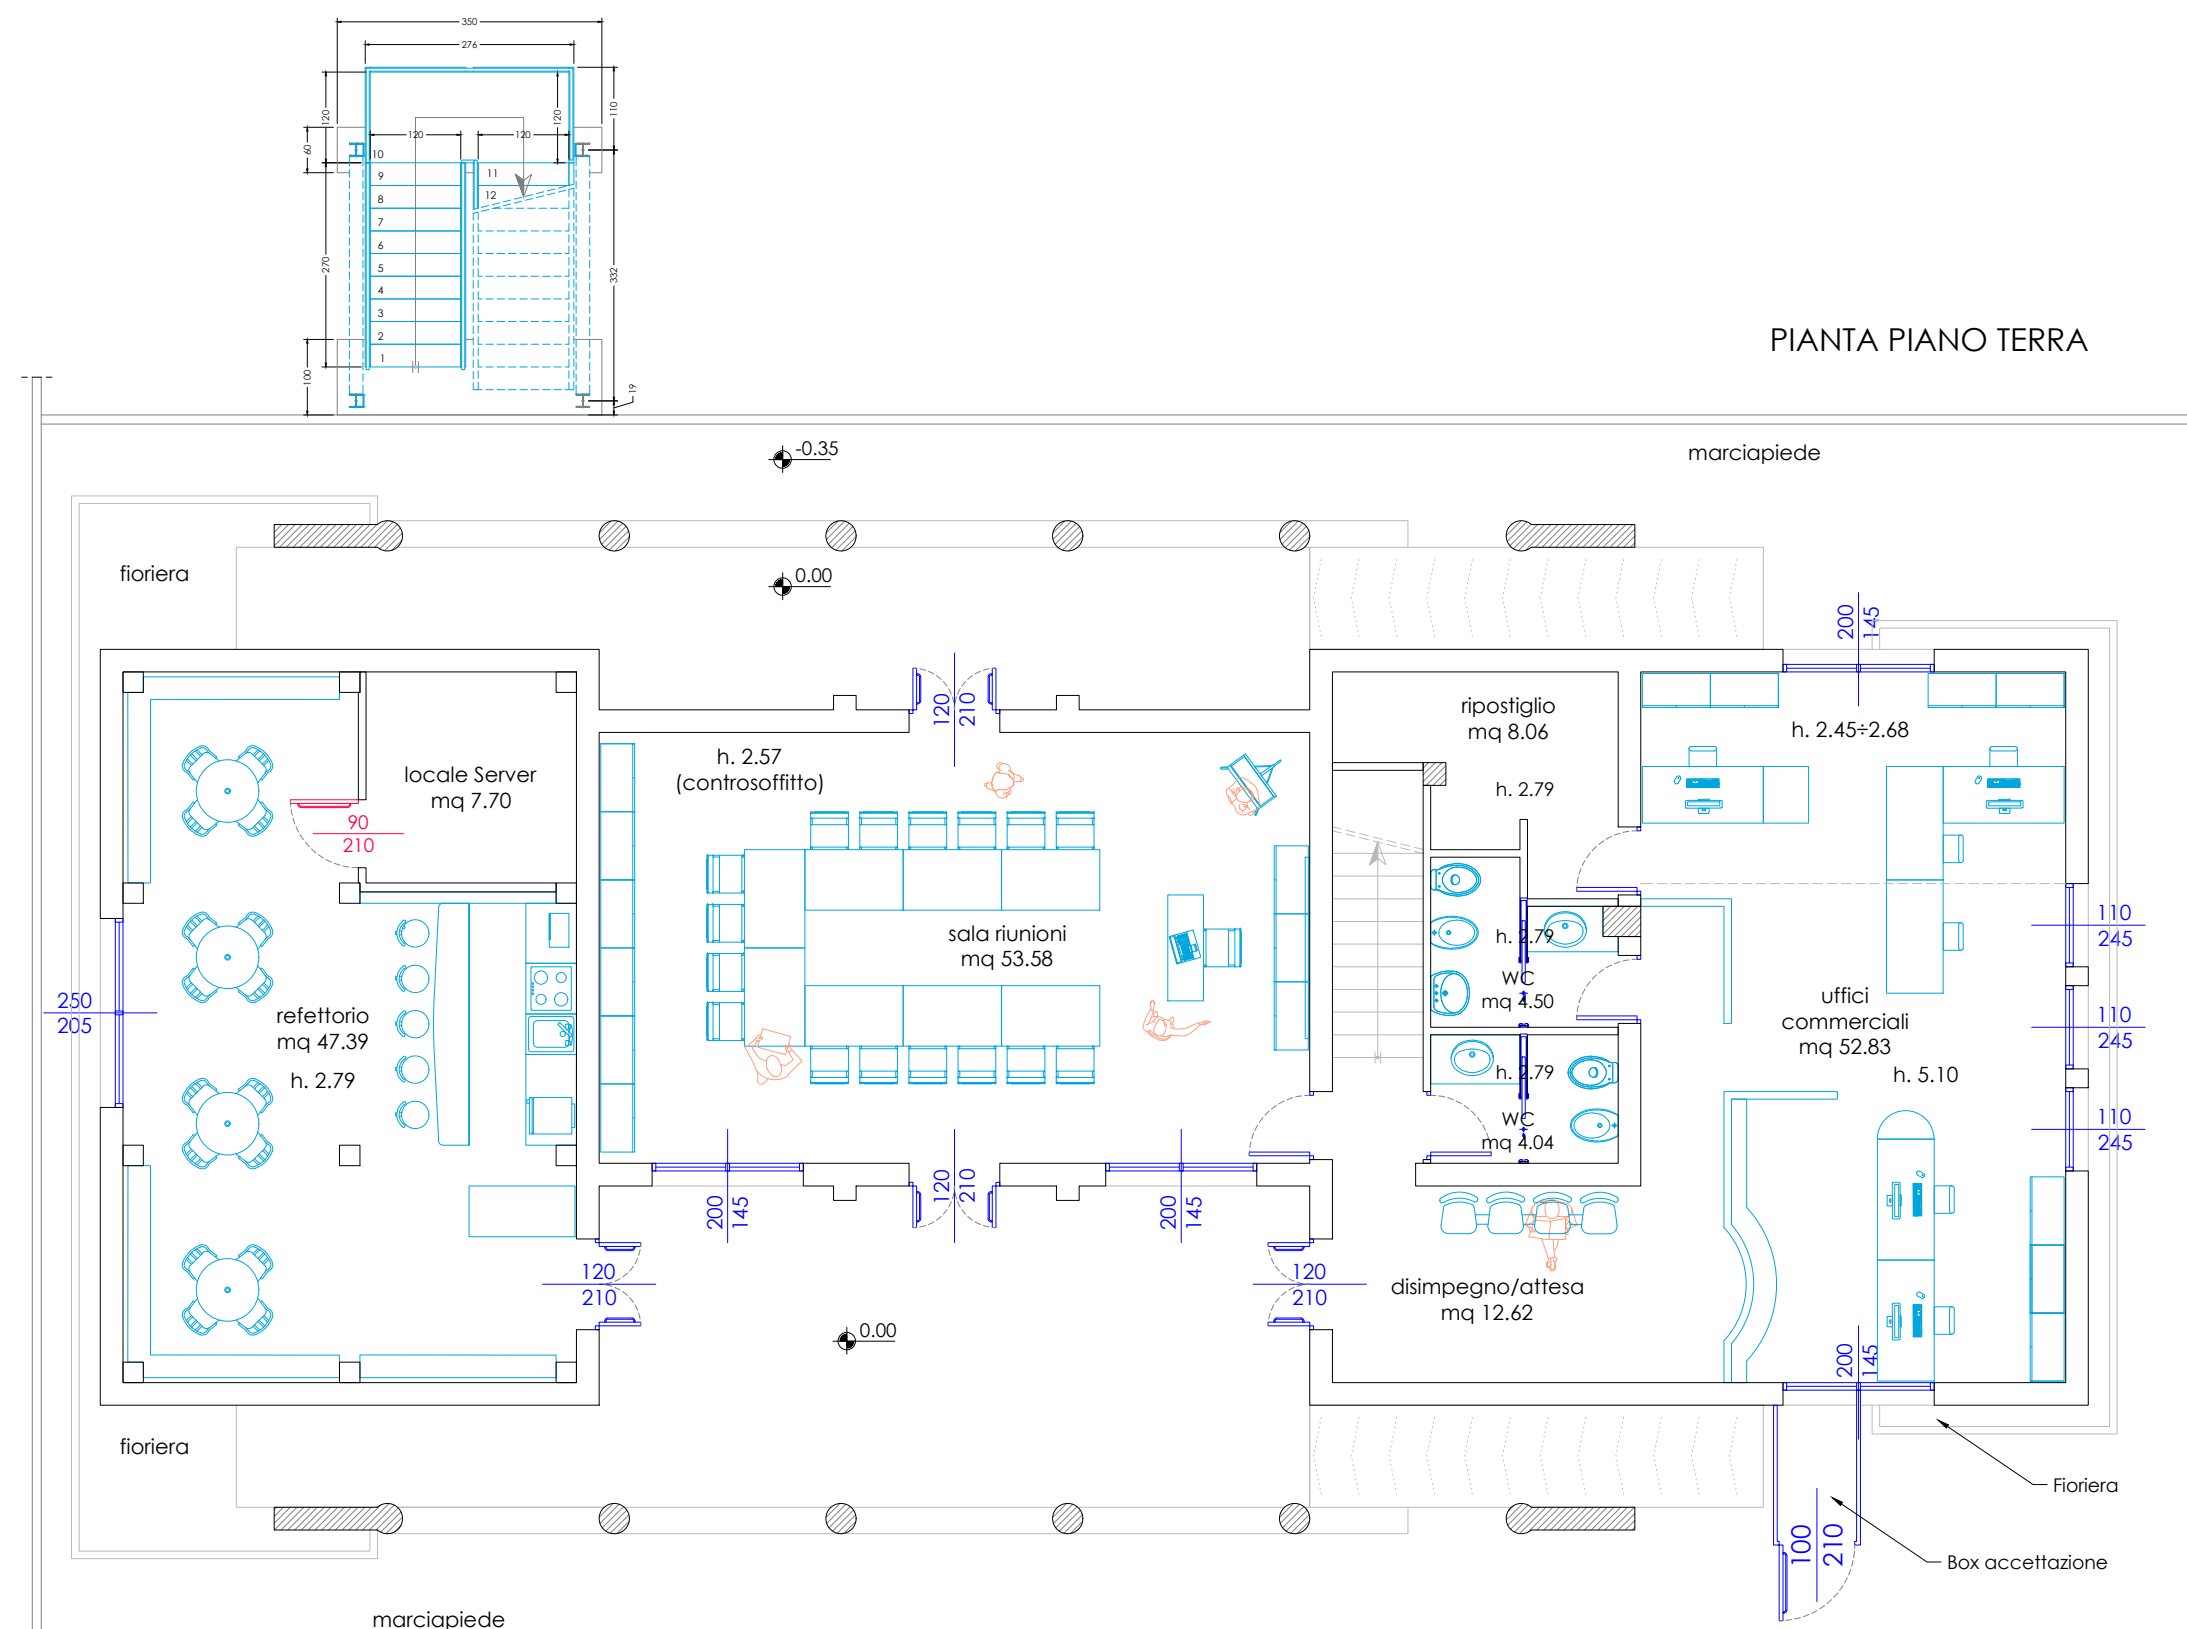 350
276
120
120
110
60
120
120
10
9
8
7
6
5
4
3
2
1
11
12
270
332
100
19
PIANTA PIANO TERRA
-0.35
marciapiede
fioriera
0.00
200
145
locale Server
mq 7.70
90
210
h. 2.57
(controsoffitto)
120
210
ripostiglio
mq 8.06
h. 2.79
h. 2.45÷2.68
sala riunioni
mq 53.58
h. 2.79
WC
mq 4.50
h. 2.79
WC
mq 4.04
110
245
110
245
110
245
uffici
commerciali
mq 52.83
h. 5.10
250
205
refettorio
mq 47.39
h. 2.79
200
145
120
210
200
145
120
210
120
210
disimpegno/attesa
mq 12.62
0.00
200
145
fioriera
Fioriera
100
210
Box accettazione
marciapiede